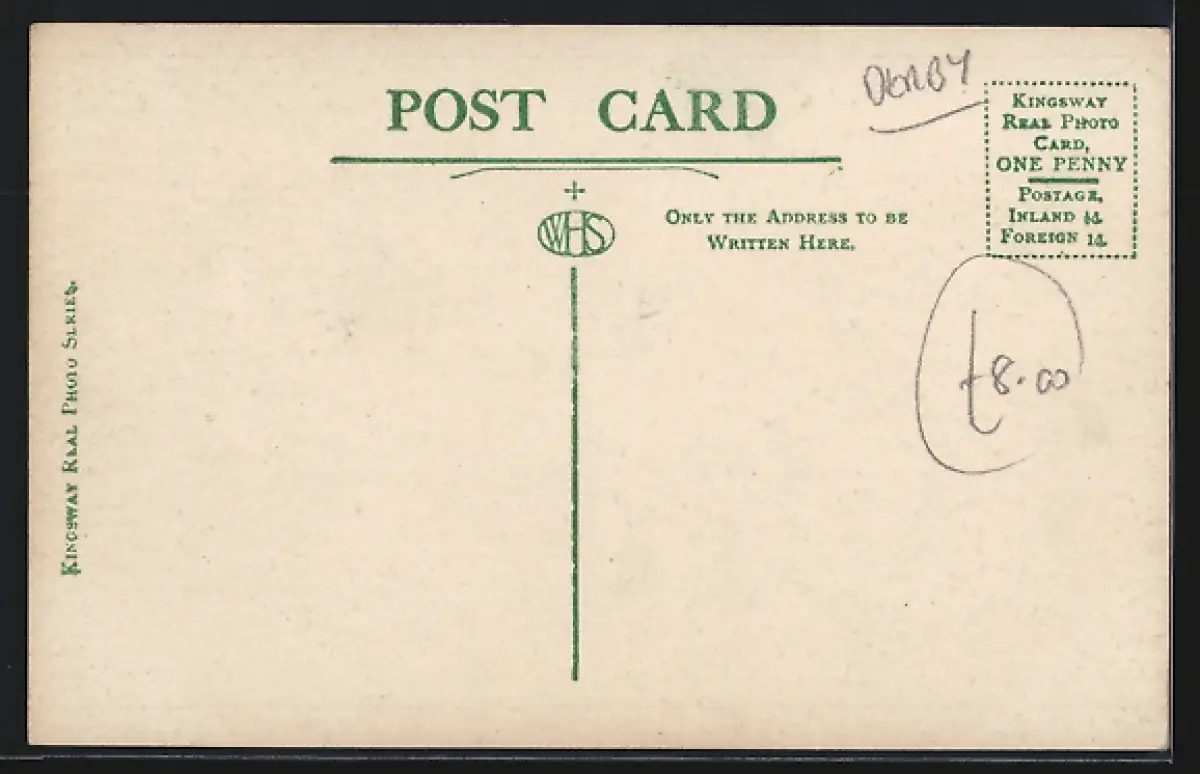 POST CARD
DERBY
KINGSWAY
REAL PHOTO
CARD,
ONE PENNY
POSTAGE,
INLAND ½d.
FOREIGN 1d.
WHS
ONLY THE ADDRESS TO BE
WRITTEN HERE.
KINGSWAY REAL PHOTO SERIES.
£8.00